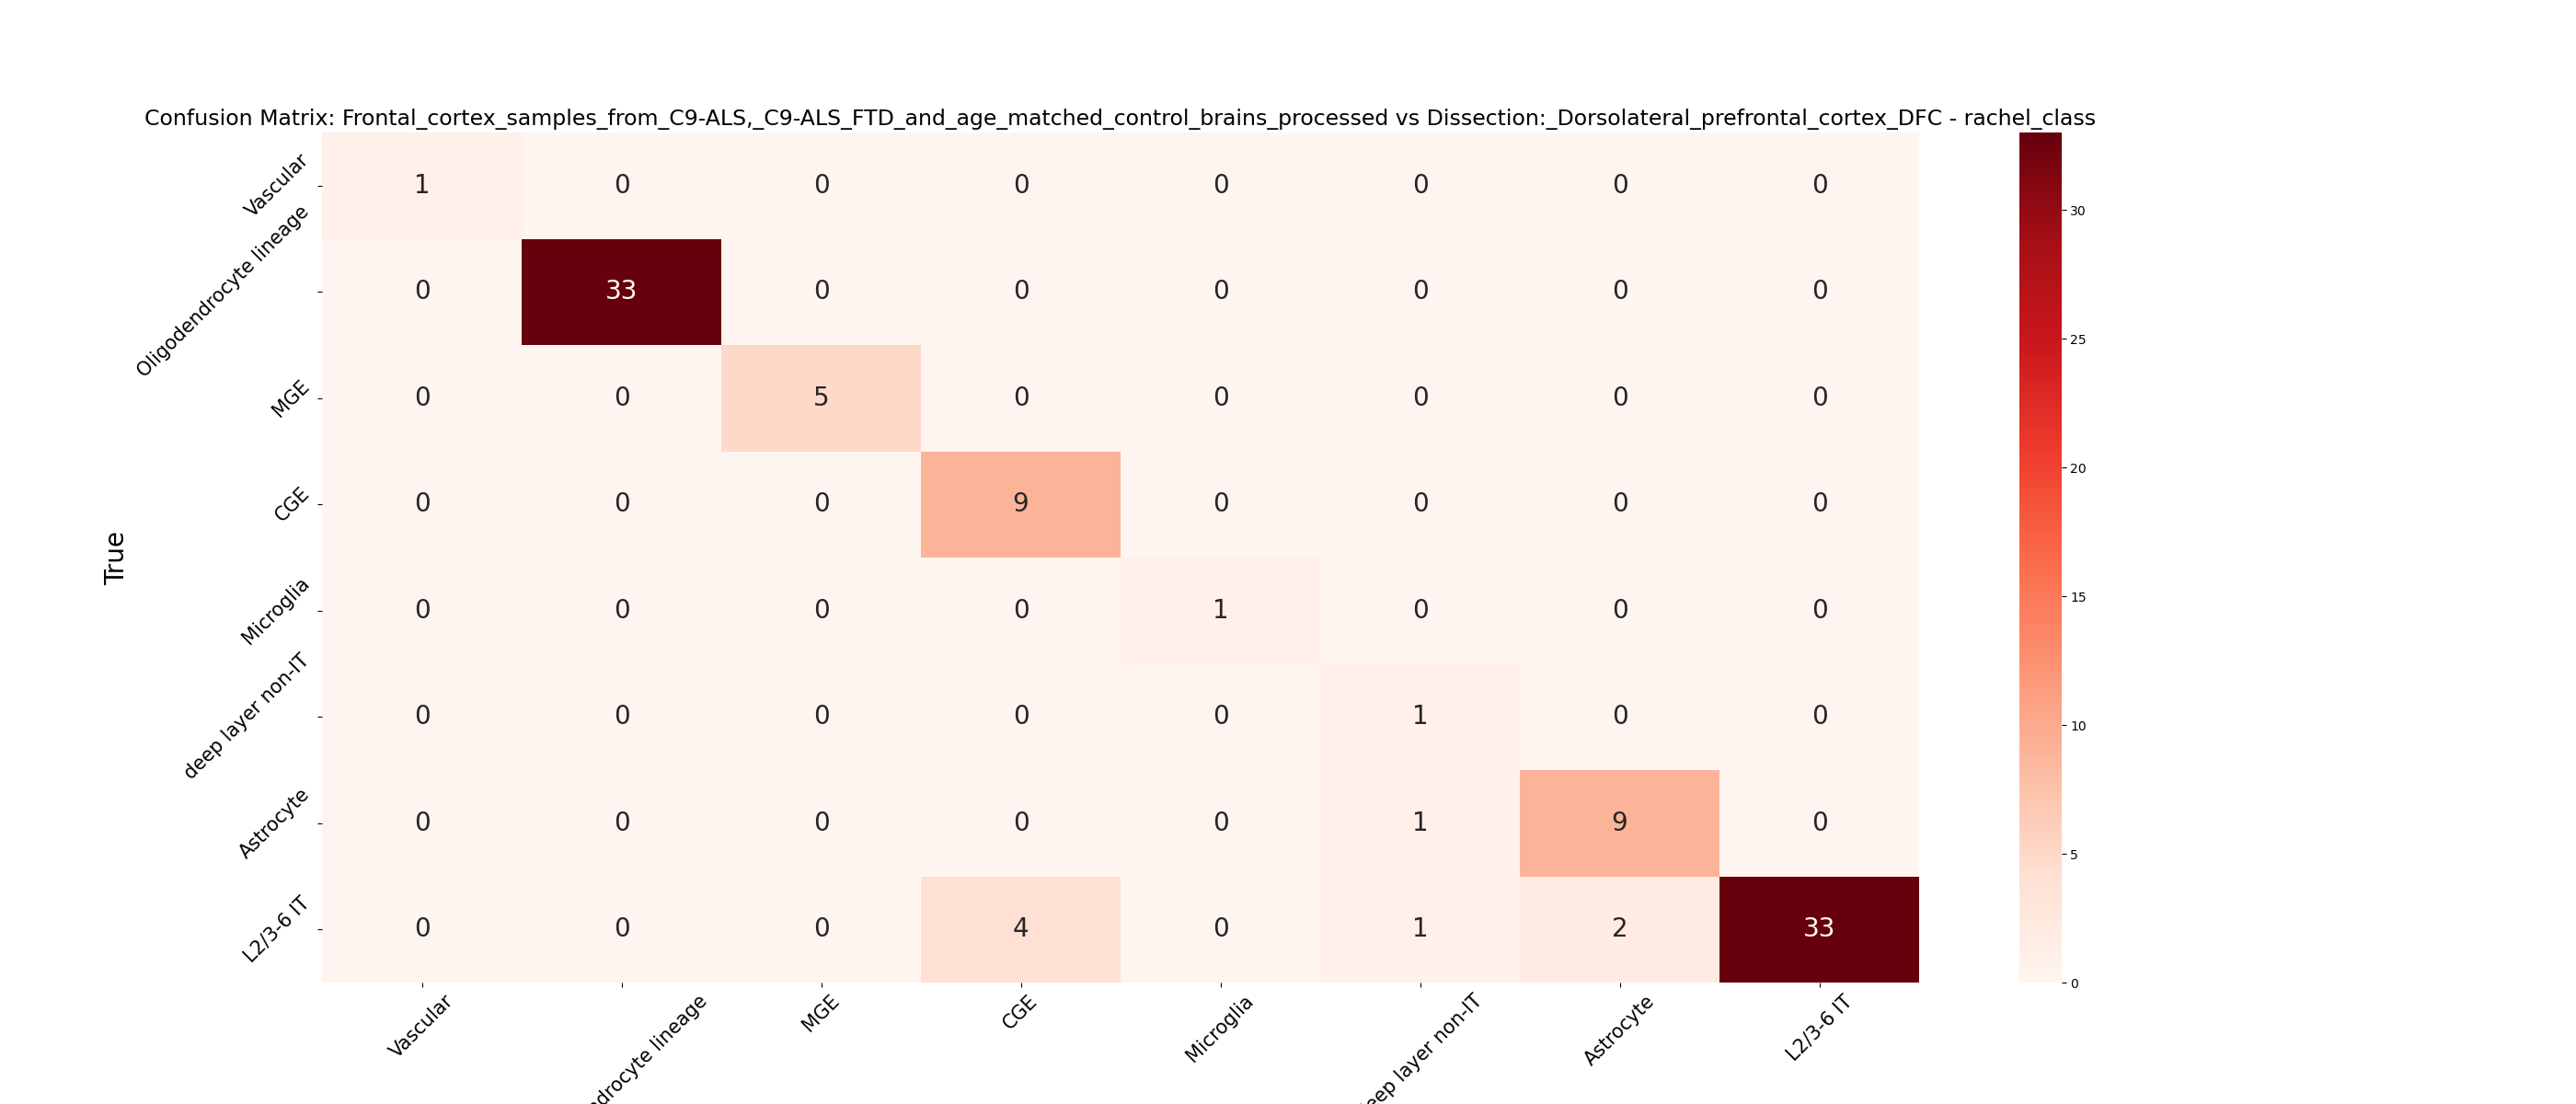 Confusion Matrix: Frontal_cortex_samples_from_C9-ALS,_C9-ALS_FTD_and_age_matched_control_brains_processed vs Dissection:_Dorsolateral_prefrontal_cortex_DFC - rachel_class
True
Vascular
1 0 0 0 0 0 0 0
Oligodendrocyte lineage
0 33 0 0 0 0 0 0
MGE
0 0 5 0 0 0 0 0
CGE
0 0 0 9 0 0 0 0
Microglia
0 0 0 0 1 0 0 0
deep layer non-IT
0 0 0 0 0 1 0 0
Astrocyte
0 0 0 0 0 1 9 0
L2/3-6 IT
0 0 0 4 0 1 2 33
Vascular
lineage
MGE
CGE
Microglia
layer non-IT
Astrocyte
L2/3-6 IT
30
25
20
15
10
5
0